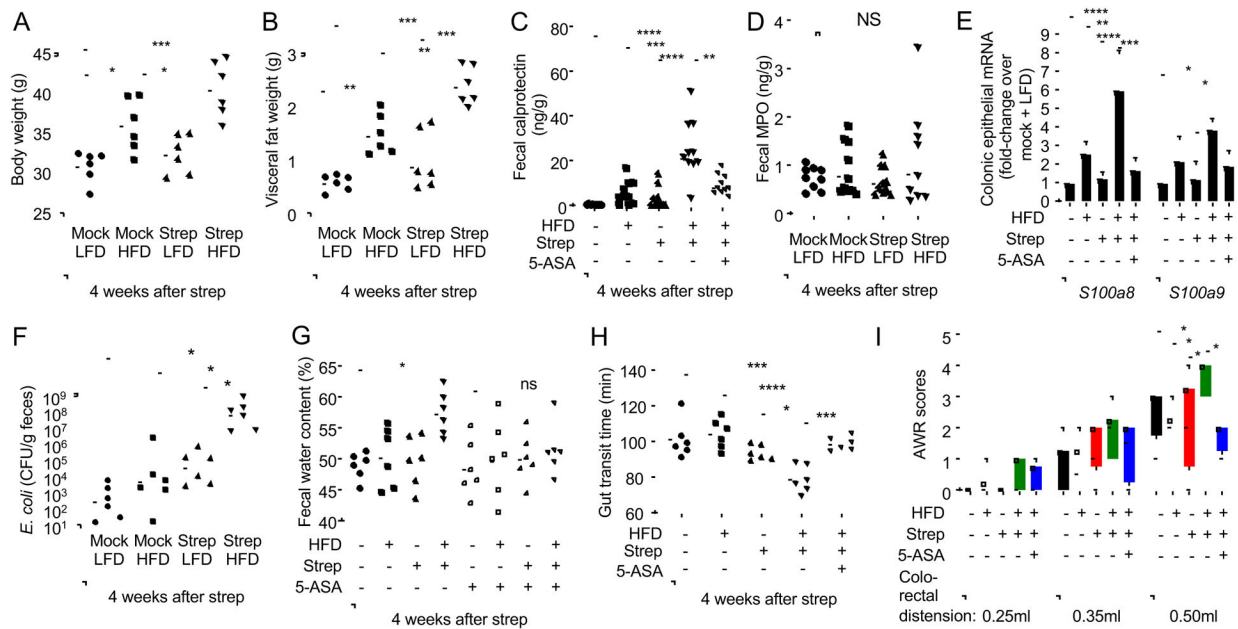 A
Body weight (g)
45
40
35
30
25
*
***
*
Mock Mock Strep Strep
LFD HFD LFD HFD
4 weeks after strep
B
Visceral fat weight (g)
3
2
1
0
**
***
**
***
Mock Mock Strep Strep
LFD HFD LFD HFD
4 weeks after strep
C
Fecal calprotectin
(ng/g)
80
60
40
20
0
****
***
****
**
HFD - + - + +
Strep - - + + +
5-ASA - - - - +
4 weeks after strep
D
Fecal MPO (ng/g)
4
3
2
1
0
NS
Mock Mock Strep Strep
LFD HFD LFD HFD
4 weeks after strep
E
Colonic epithelial mRNA
(fold-change over
mock + LFD)
9
8
7
6
5
4
3
2
1
0
****
**
****
***
*
*
HFD - + - + + - + - + +
Strep - - + + + - - + + +
5-ASA - - - - + - - - - +
S100a8 S100a9
F
E. coli (CFU/g feces)
10⁹
10⁸
10⁷
10⁶
10⁵
10⁴
10³
10²
10¹
*
*
*
Mock Mock Strep Strep
LFD HFD LFD HFD
4 weeks after strep
G
Fecal water content (%)
65
60
55
50
45
40
*
ns
HFD - + - + - + - +
Strep - - + + - - + +
5-ASA - - - - + + + +
4 weeks after strep
H
Gut transit time (min)
140
120
100
80
60
***
****
*
***
HFD - + - + +
Strep - - + + +
5-ASA - - - - +
4 weeks after strep
I
AWR scores
5
4
3
2
1
0
*
*
*
*
HFD - + - + + - + - + + - + - + +
Strep - - + + + - - + + + - - + + +
5-ASA - - - - + - - - - + - - - - +
Colo-
rectal
distension: 0.25ml 0.35ml 0.50ml